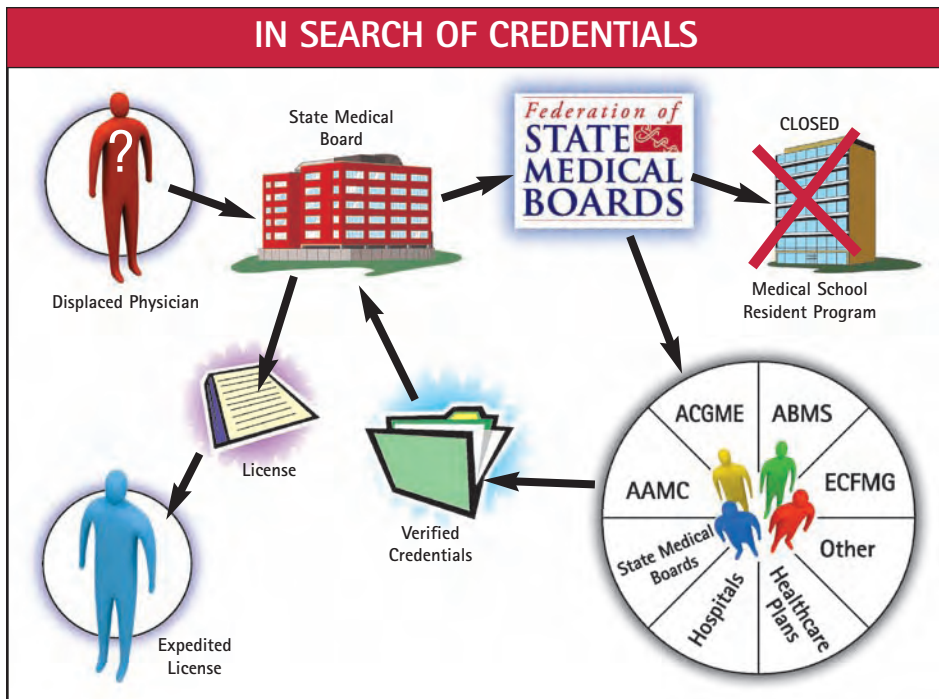 IN SEARCH OF CREDENTIALS
?
Displaced Physician
State Medical
Board
Federation of
STATE
MEDICAL
BOARDS
CLOSED
Medical School
Resident Program
License
Expedited
License
Verified
Credentials
ACGME
ABMS
AAMC
ECFMG
State Medical
Boards
Other
Hospitals
Healthcare
Plans